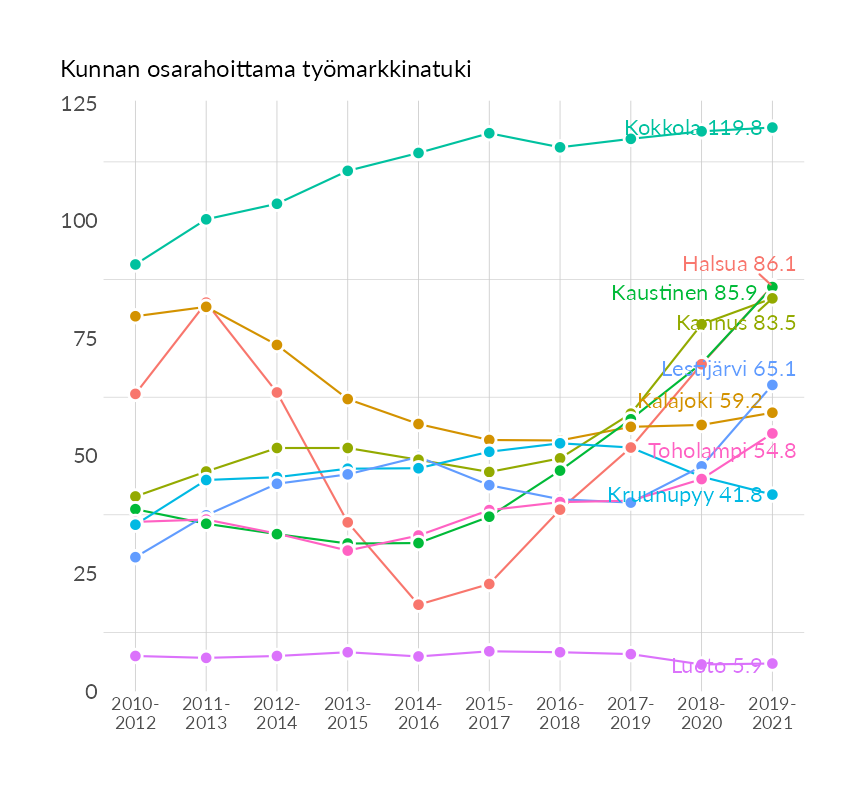 Kunnan osarahoittama työmarkkinatuki
125
Kokkola 119.8
100
Halsua 86.1
Kaustinen 85.9
Kannus 83.5
75
Lestijärvi 65.1
Kalajoki 59.2
Toholampi 54.8
50
Kruunupyy 41.8
25
Luoto 5.9
0
2010- 2011- 2012- 2013- 2014- 2015- 2016- 2017- 2018- 2019-
2012 2013 2014 2015 2016 2017 2018 2019 2020 2021